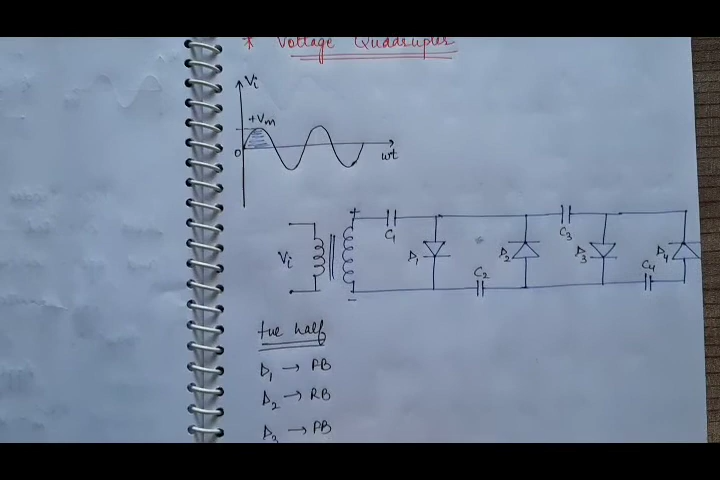 * Voltage Quadrupler
Vi
+Vm
0
wt
+
C1
C3
Vi
D1
D2
D3
D4
C2
C4
-
+ve half
D1 → FB
D2 → RB
D3 → FB